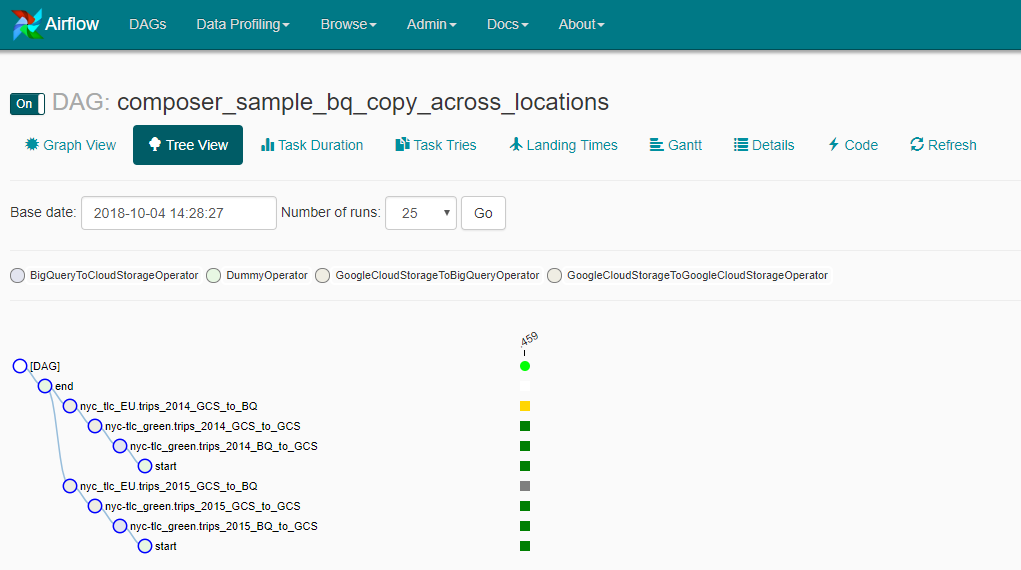 Airflow DAGs Data Profiling Browse Admin Docs About
On DAG: composer_sample_bq_copy_across_locations
Graph View Tree View Task Duration Task Tries Landing Times Gantt Details Code Refresh
Base date: 2018-10-04 14:28:27 Number of runs: 25 Go
BigQueryToCloudStorageOperator DummyOperator GoogleCloudStorageToBigQueryOperator GoogleCloudStorageToGoogleCloudStorageOperator
.459
[DAG]
end
nyc_tlc_EU.trips_2014_GCS_to_BQ
nyc-tlc_green.trips_2014_GCS_to_GCS
nyc-tlc_green.trips_2014_BQ_to_GCS
start
nyc_tlc_EU.trips_2015_GCS_to_BQ
nyc-tlc_green.trips_2015_GCS_to_GCS
nyc-tlc_green.trips_2015_BQ_to_GCS
start